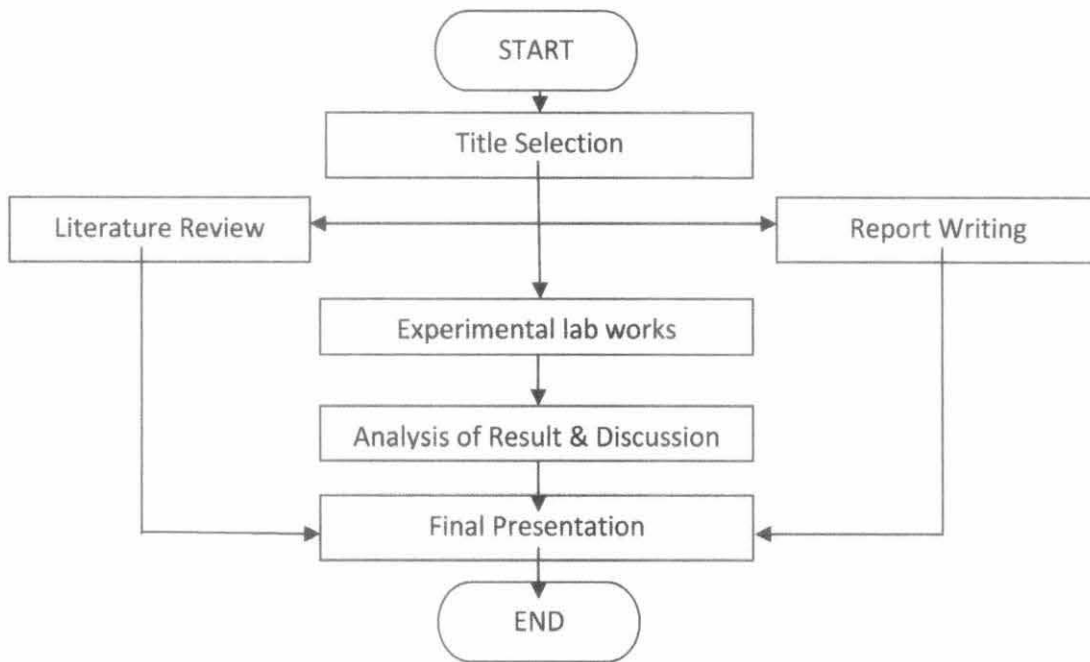 START
Title Selection
Literature Review
Report Writing
Experimental lab works
Analysis of Result & Discussion
Final Presentation
END